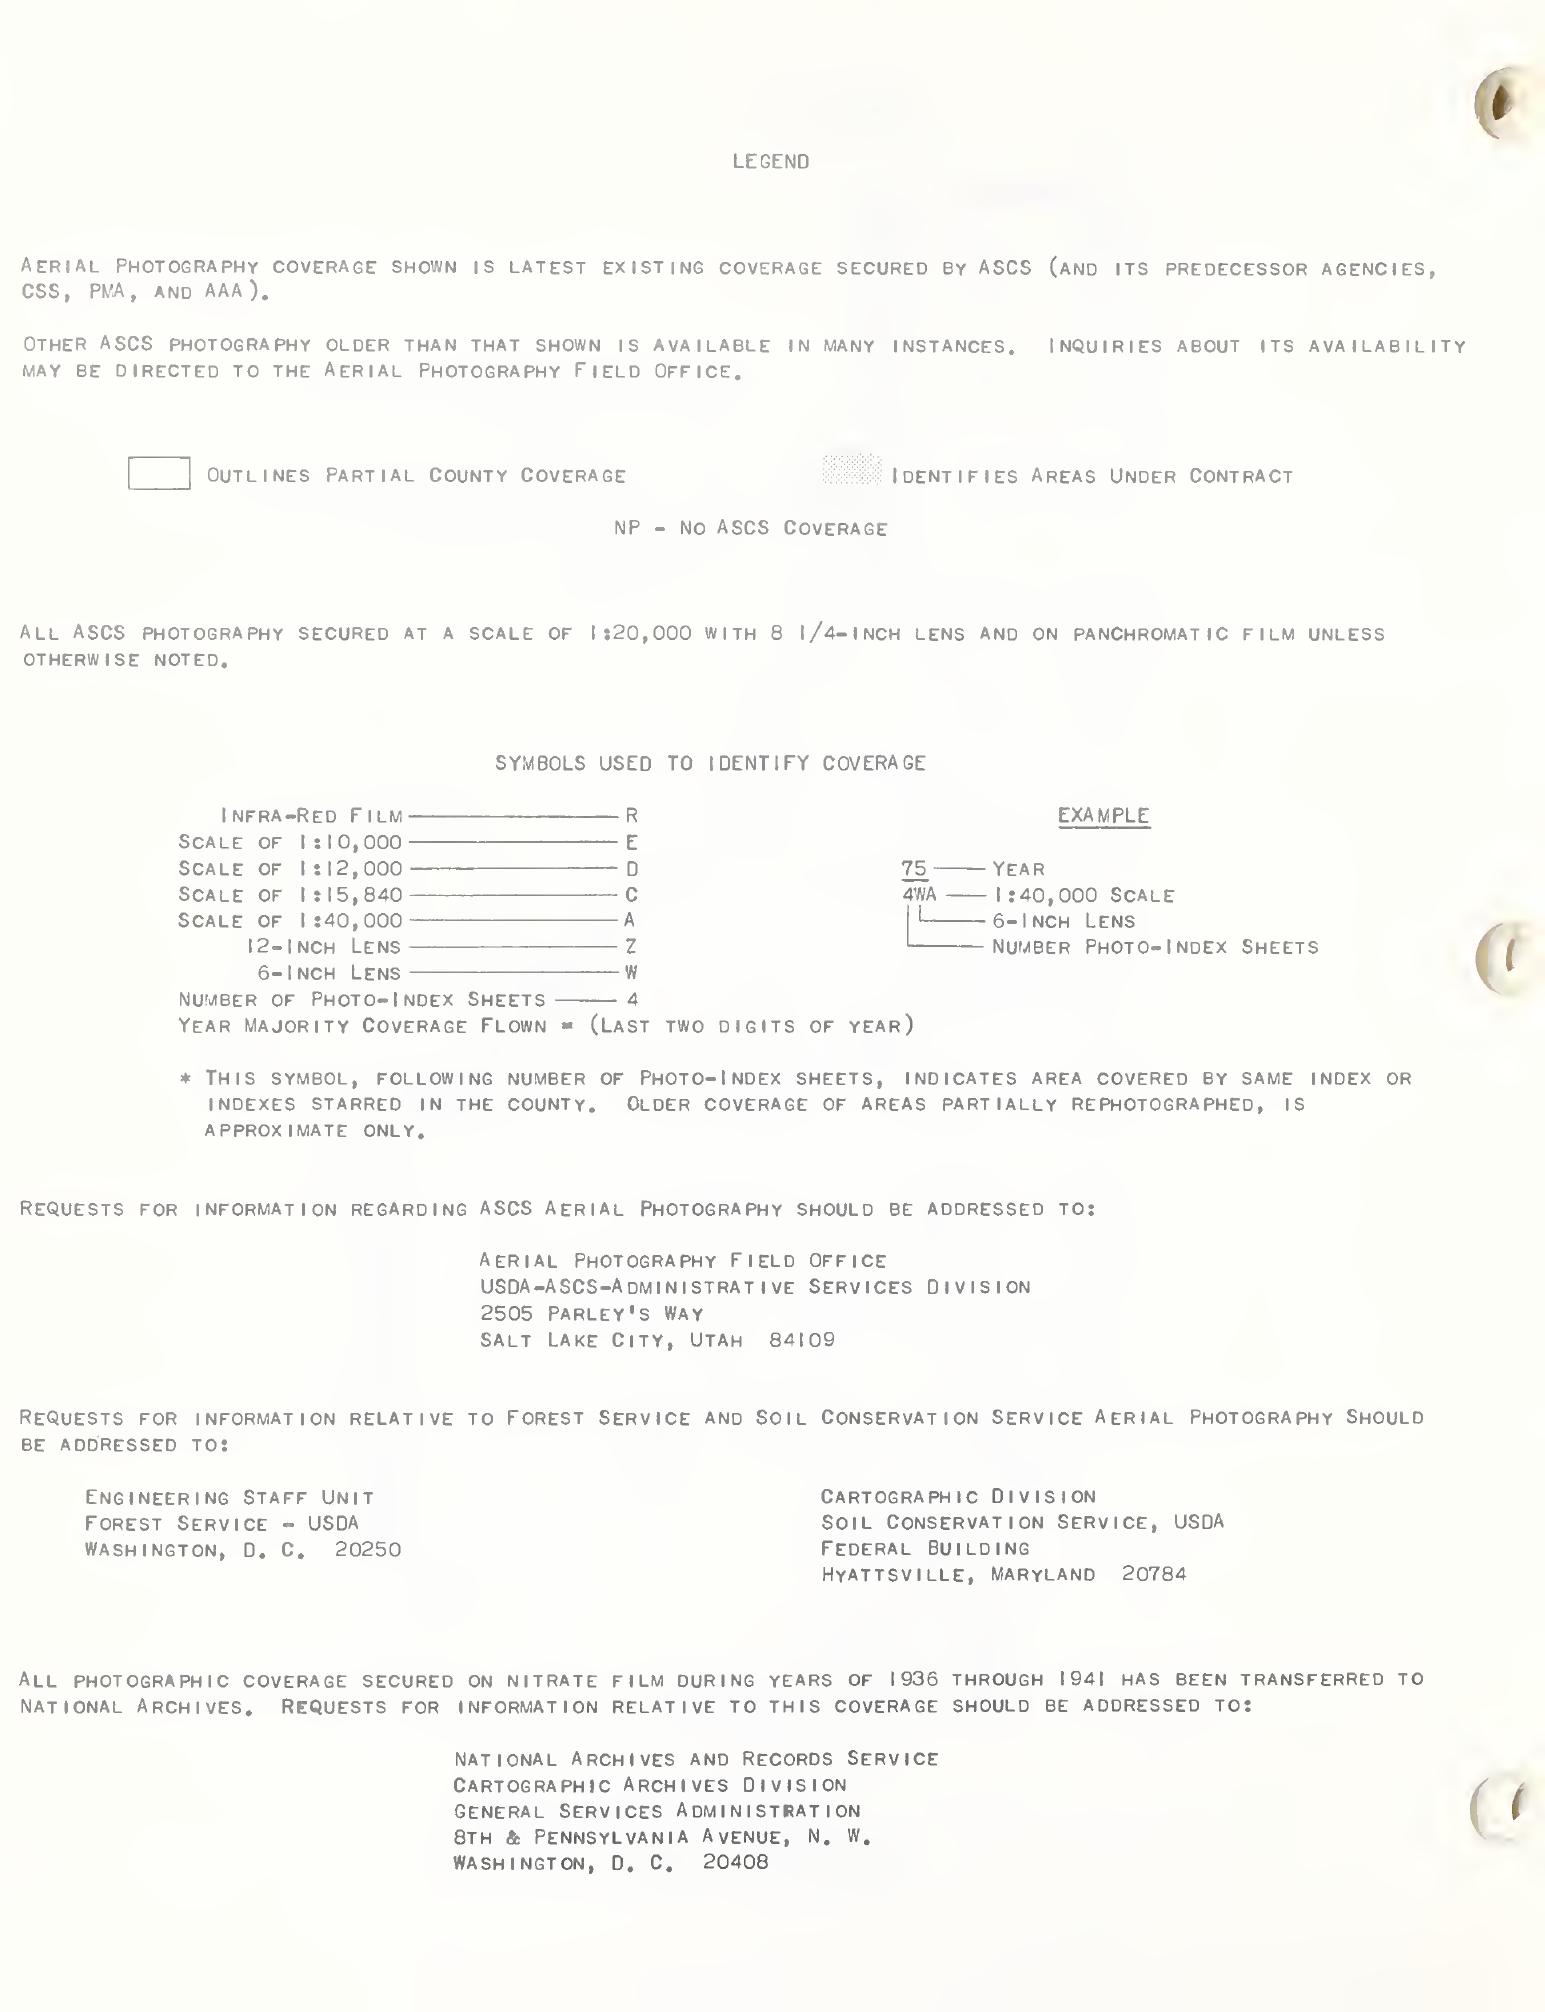 LEGEND
AERIAL PHOTOGRAPHY COVERAGE SHOWN IS LATEST EXISTING COVERAGE SECURED BY ASCS (AND ITS PREDECESSOR AGENCIES,
CSS, PMA, AND AAA).
OTHER ASCS PHOTOGRAPHY OLDER THAN THAT SHOWN IS AVAILABLE IN MANY INSTANCES. INQUIRIES ABOUT ITS AVAILABILITY
MAY BE DIRECTED TO THE AERIAL PHOTOGRAPHY FIELD OFFICE.
OUTLINES PARTIAL COUNTY COVERAGE
IDENTIFIES AREAS UNDER CONTRACT
NP - NO ASCS COVERAGE
ALL ASCS PHOTOGRAPHY SECURED AT A SCALE OF 1:20,000 WITH 8 1/4-INCH LENS AND ON PANCHROMATIC FILM UNLESS
OTHERWISE NOTED.
SYMBOLS USED TO IDENTIFY COVERAGE
INFRA-RED FILM R
SCALE OF 1:10,000 E
SCALE OF 1:12,000 D
SCALE OF 1:15,840 C
SCALE OF 1:40,000 A
12-INCH LENS Z
6-INCH LENS W
NUMBER OF PHOTO-INDEX SHEETS 4
YEAR MAJORITY COVERAGE FLOWN = (LAST TWO DIGITS OF YEAR)
EXAMPLE
75 YEAR
4WA 1:40,000 SCALE
6-INCH LENS
NUMBER PHOTO-INDEX SHEETS
* THIS SYMBOL, FOLLOWING NUMBER OF PHOTO-INDEX SHEETS, INDICATES AREA COVERED BY SAME INDEX OR
INDEXES STARRED IN THE COUNTY. OLDER COVERAGE OF AREAS PARTIALLY REPHOTOGRAPHED, IS
APPROXIMATE ONLY.
REQUESTS FOR INFORMATION REGARDING ASCS AERIAL PHOTOGRAPHY SHOULD BE ADDRESSED TO:
AERIAL PHOTOGRAPHY FIELD OFFICE
USDA-ASCS-ADMINISTRATIVE SERVICES DIVISION
2505 PARLEY'S WAY
SALT LAKE CITY, UTAH 84109
REQUESTS FOR INFORMATION RELATIVE TO FOREST SERVICE AND SOIL CONSERVATION SERVICE AERIAL PHOTOGRAPHY SHOULD
BE ADDRESSED TO:
ENGINEERING STAFF UNIT
FOREST SERVICE - USDA
WASHINGTON, D. C. 20250
CARTOGRAPHIC DIVISION
SOIL CONSERVATION SERVICE, USDA
FEDERAL BUILDING
HYATTSVILLE, MARYLAND 20784
ALL PHOTOGRAPHIC COVERAGE SECURED ON NITRATE FILM DURING YEARS OF 1936 THROUGH 1941 HAS BEEN TRANSFERRED TO
NATIONAL ARCHIVES. REQUESTS FOR INFORMATION RELATIVE TO THIS COVERAGE SHOULD BE ADDRESSED TO:
NATIONAL ARCHIVES AND RECORDS SERVICE
CARTOGRAPHIC ARCHIVES DIVISION
GENERAL SERVICES ADMINISTRATION
8TH & PENNSYLVANIA AVENUE, N. W.
WASHINGTON, D. C. 20408